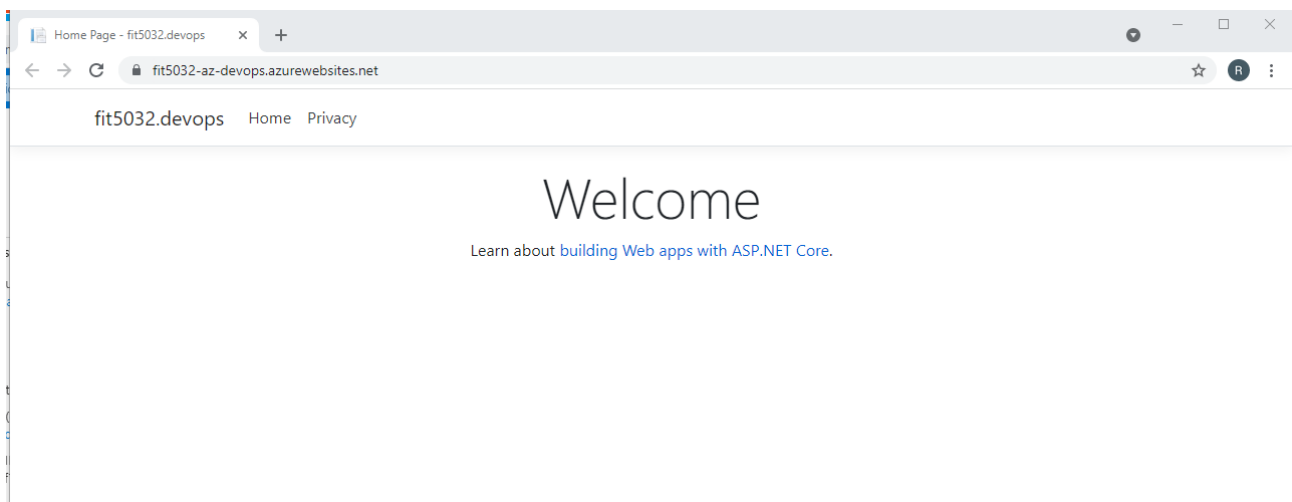 Home Page - fit5032.devops
fit5032-az-devops.azurewebsites.net
R
fit5032.devops Home Privacy
Welcome
Learn about building Web apps with ASP.NET Core.